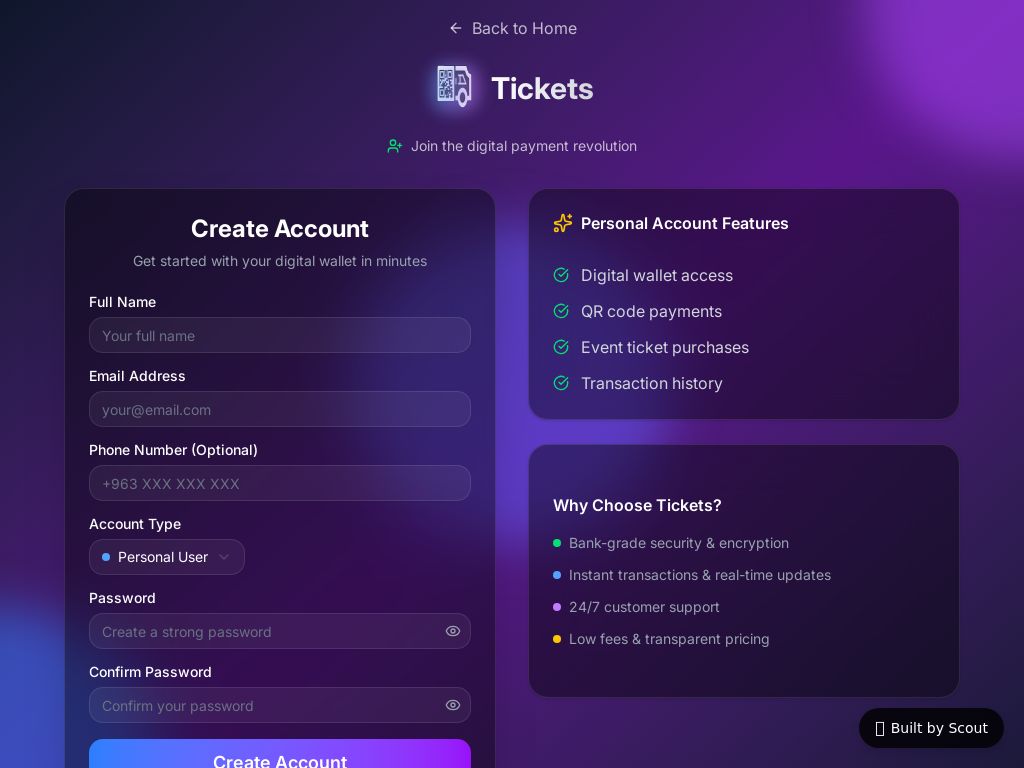 Back to Home
Tickets
Join the digital payment revolution
Create Account
Get started with your digital wallet in minutes
Full Name
Your full name
Email Address
your@email.com
Phone Number (Optional)
+963 XXX XXX XXX
Account Type
Personal User
Password
Create a strong password
Confirm Password
Confirm your password
Create Account
Personal Account Features
Digital wallet access
QR code payments
Event ticket purchases
Transaction history
Why Choose Tickets?
Bank-grade security & encryption
Instant transactions & real-time updates
24/7 customer support
Low fees & transparent pricing
Built by Scout